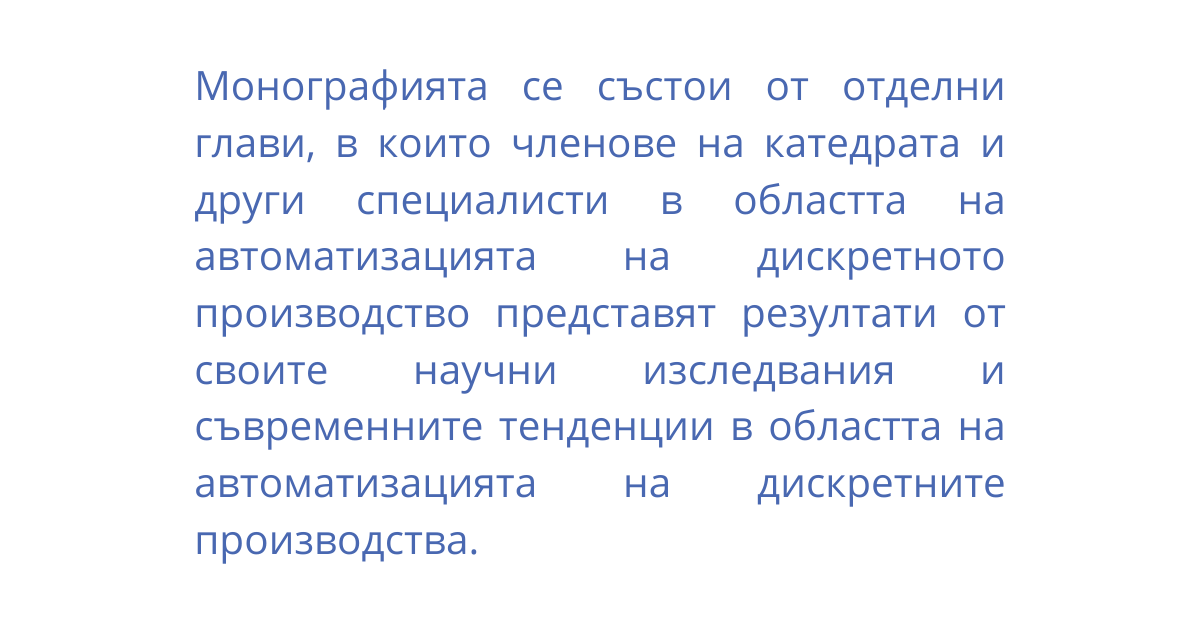 Монографията се състои от отделни
глави, в които членове на катедрата и
други специалисти в областта на
автоматизацията на дискретното
производство представят резултати от
своите научни изследвания и
съвременните тенденции в областта на
автоматизацията на дискретните
производства.